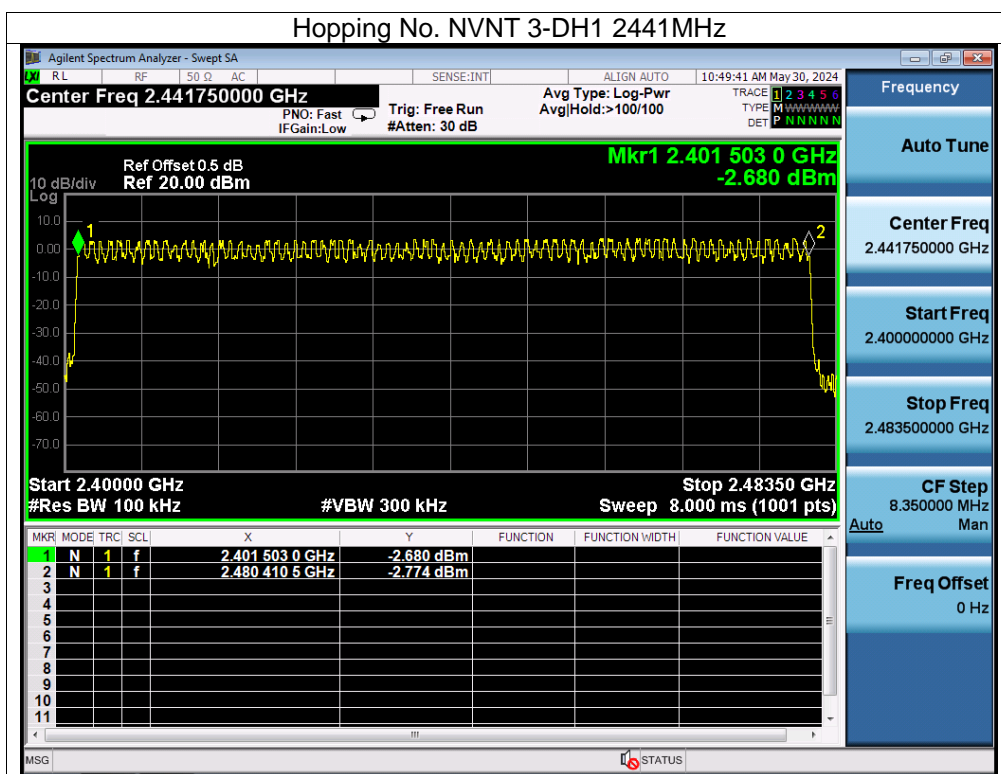 Hopping No. NVNT 3-DH1 2441MHz
Agilent Spectrum Analyzer - Swept SA
LXI RL RF 50 Ω AC SENSE:INT ALIGN AUTO 10:49:41 AM May 30, 2024
Center Freq 2.441750000 GHz Avg Type: Log-Pwr TRACE 1 2 3 4 5 6
PNO: Fast Trig: Free Run Avg|Hold:>100/100 TYPE M WWWWW
IFGain:Low #Atten: 30 dB DET P N N N N N
Mkr1 2.401 503 0 GHz
Ref Offset 0.5 dB
10 dB/div Ref 20.00 dBm -2.680 dBm
Log
10.0
1
2
0.00
-10.0
-20.0
-30.0
-40.0
-50.0
-60.0
-70.0
Start 2.40000 GHz Stop 2.48350 GHz
#Res BW 100 kHz #VBW 300 kHz Sweep 8.000 ms (1001 pts)
MKR MODE TRC SCL X Y FUNCTION FUNCTION WIDTH FUNCTION VALUE
1 N 1 f 2.401 503 0 GHz -2.680 dBm
2 N 1 f 2.480 410 5 GHz -2.774 dBm
3
4
5
6
7
8
9
10
11
MSG STATUS
Frequency
Auto Tune
Center Freq
2.441750000 GHz
Start Freq
2.400000000 GHz
Stop Freq
2.483500000 GHz
CF Step
8.350000 MHz
Auto Man
Freq Offset
0 Hz